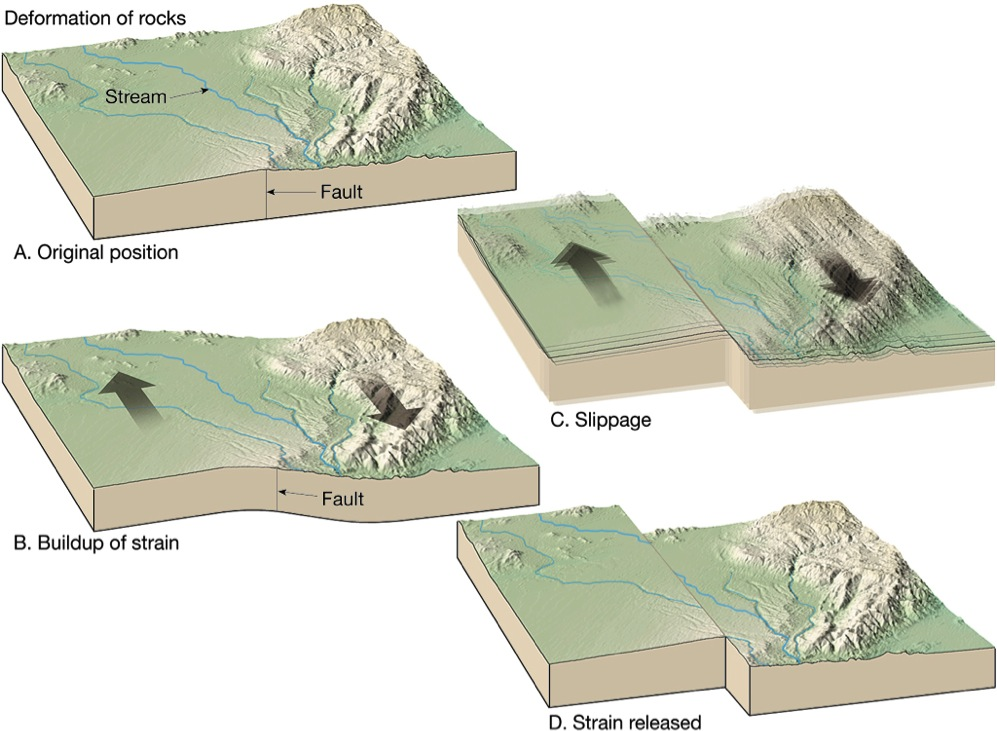 Deformation of rocks
Stream
Fault
A. Original position
Fault
B. Buildup of strain
C. Slippage
D. Strain released